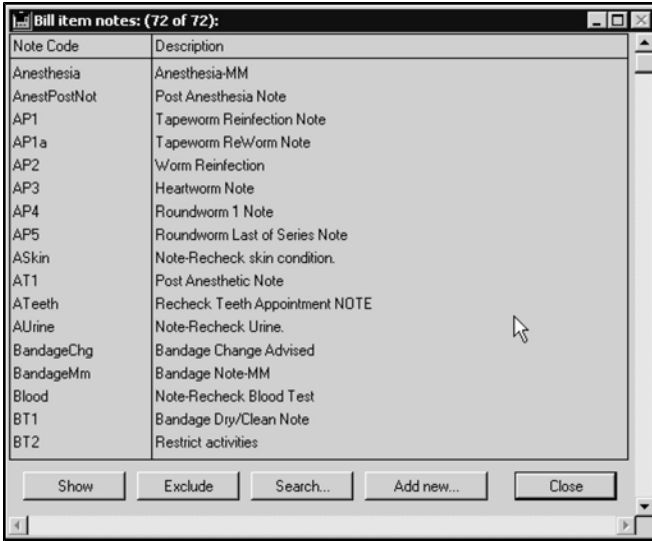 Bill item notes: (72 of 72):
Note Code Description
Anesthesia Anesthesia-MM
AnestPostNot Post Anesthesia Note
AP1 Tapeworm Reinfection Note
AP1a Tapeworm ReWorm Note
AP2 Worm Reinfection
AP3 Heartworm Note
AP4 Roundworm 1 Note
AP5 Roundworm Last of Series Note
ASkin Note-Recheck skin condition.
AT1 Post Anesthetic Note
ATeeth Recheck Teeth Appointment NOTE
AUrine Note-Recheck Urine.
BandageChg Bandage Change Advised
BandageMm Bandage Note-MM
Blood Note-Recheck Blood Test
BT1 Bandage Dry/Clean Note
BT2 Restrict activities
Show Exclude Search... Add new... Close